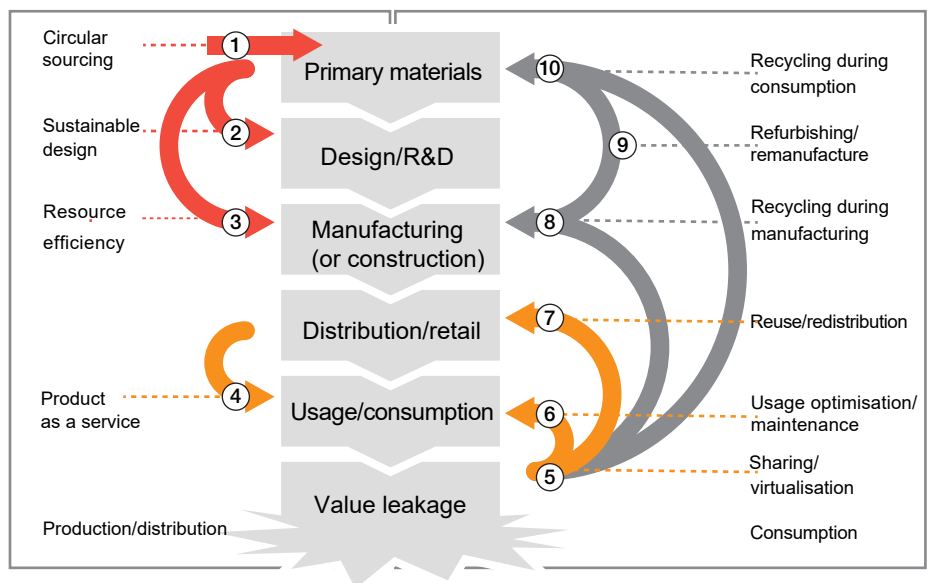 Circular
sourcing
1
Primary materials
10
Recycling during
consumption
Sustainable
design
2
Design/R&D
9
Refurbishing/
remanufacture
Resource
efficiency
3
Manufacturing
(or construction)
8
Recycling during
manufacturing
Distribution/retail
7
Reuse/redistribution
Product
as a service
4
Usage/consumption
6
Usage optimisation/
maintenance
Value leakage
5
Sharing/
virtualisation
Production/distribution
Consumption